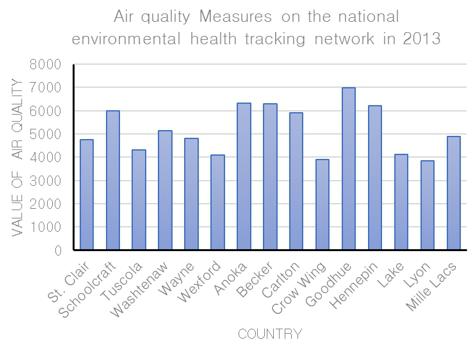 Air quality Measures on the national
environmental health tracking network in 2013
VALUE OF AIR QUALITY
8000
7000
6000
5000
4000
3000
2000
1000
0
St. Clair
Schoolcraft
Tuscola
Washtenaw
Wayne
Wexford
Anoka
Becker
Carlton
Crow Wing
Goodhue
Hennepin
Lake
Lyon
Mille Lacs
COUNTRY